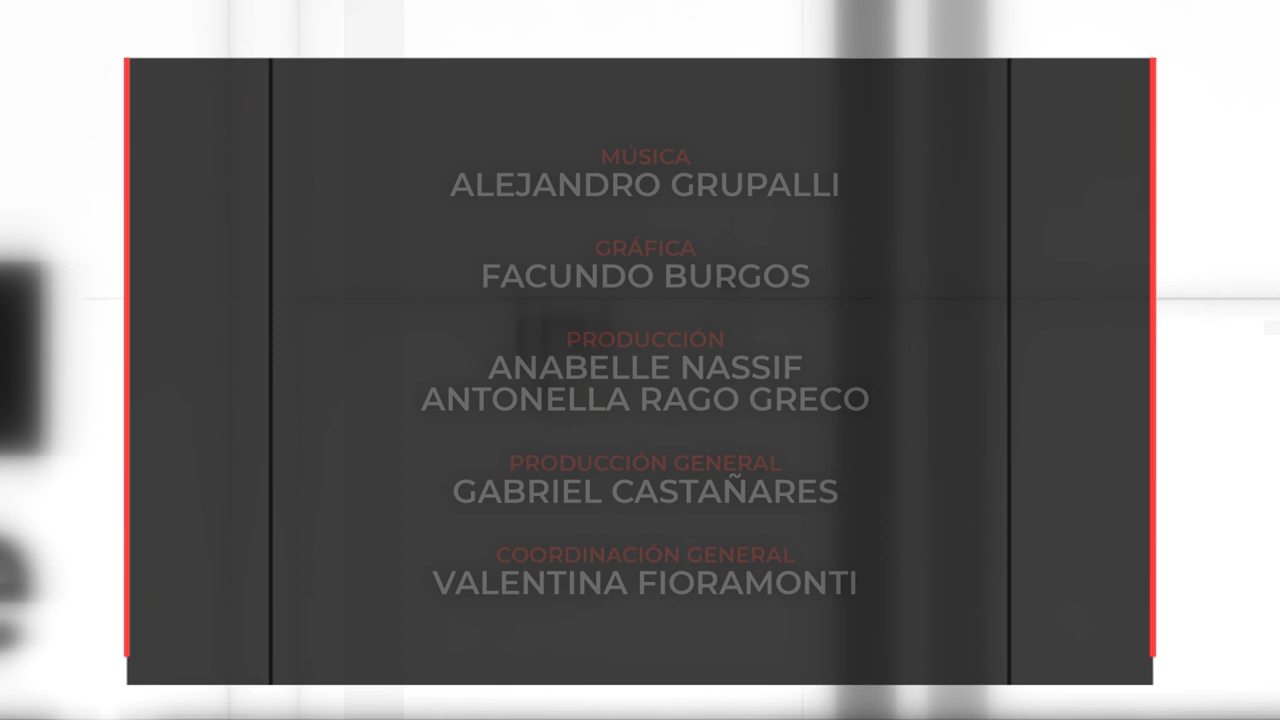 MÚSICA
ALEJANDRO GRUPALLI
GRÁFICA
FACUNDO BURGOS
PRODUCCIÓN
ANABELLE NASSIF
ANTONELLA RAGO GRECO
PRODUCCIÓN GENERAL
GABRIEL CASTAÑARES
COORDINACIÓN GENERAL
VALENTINA FIORAMONTI